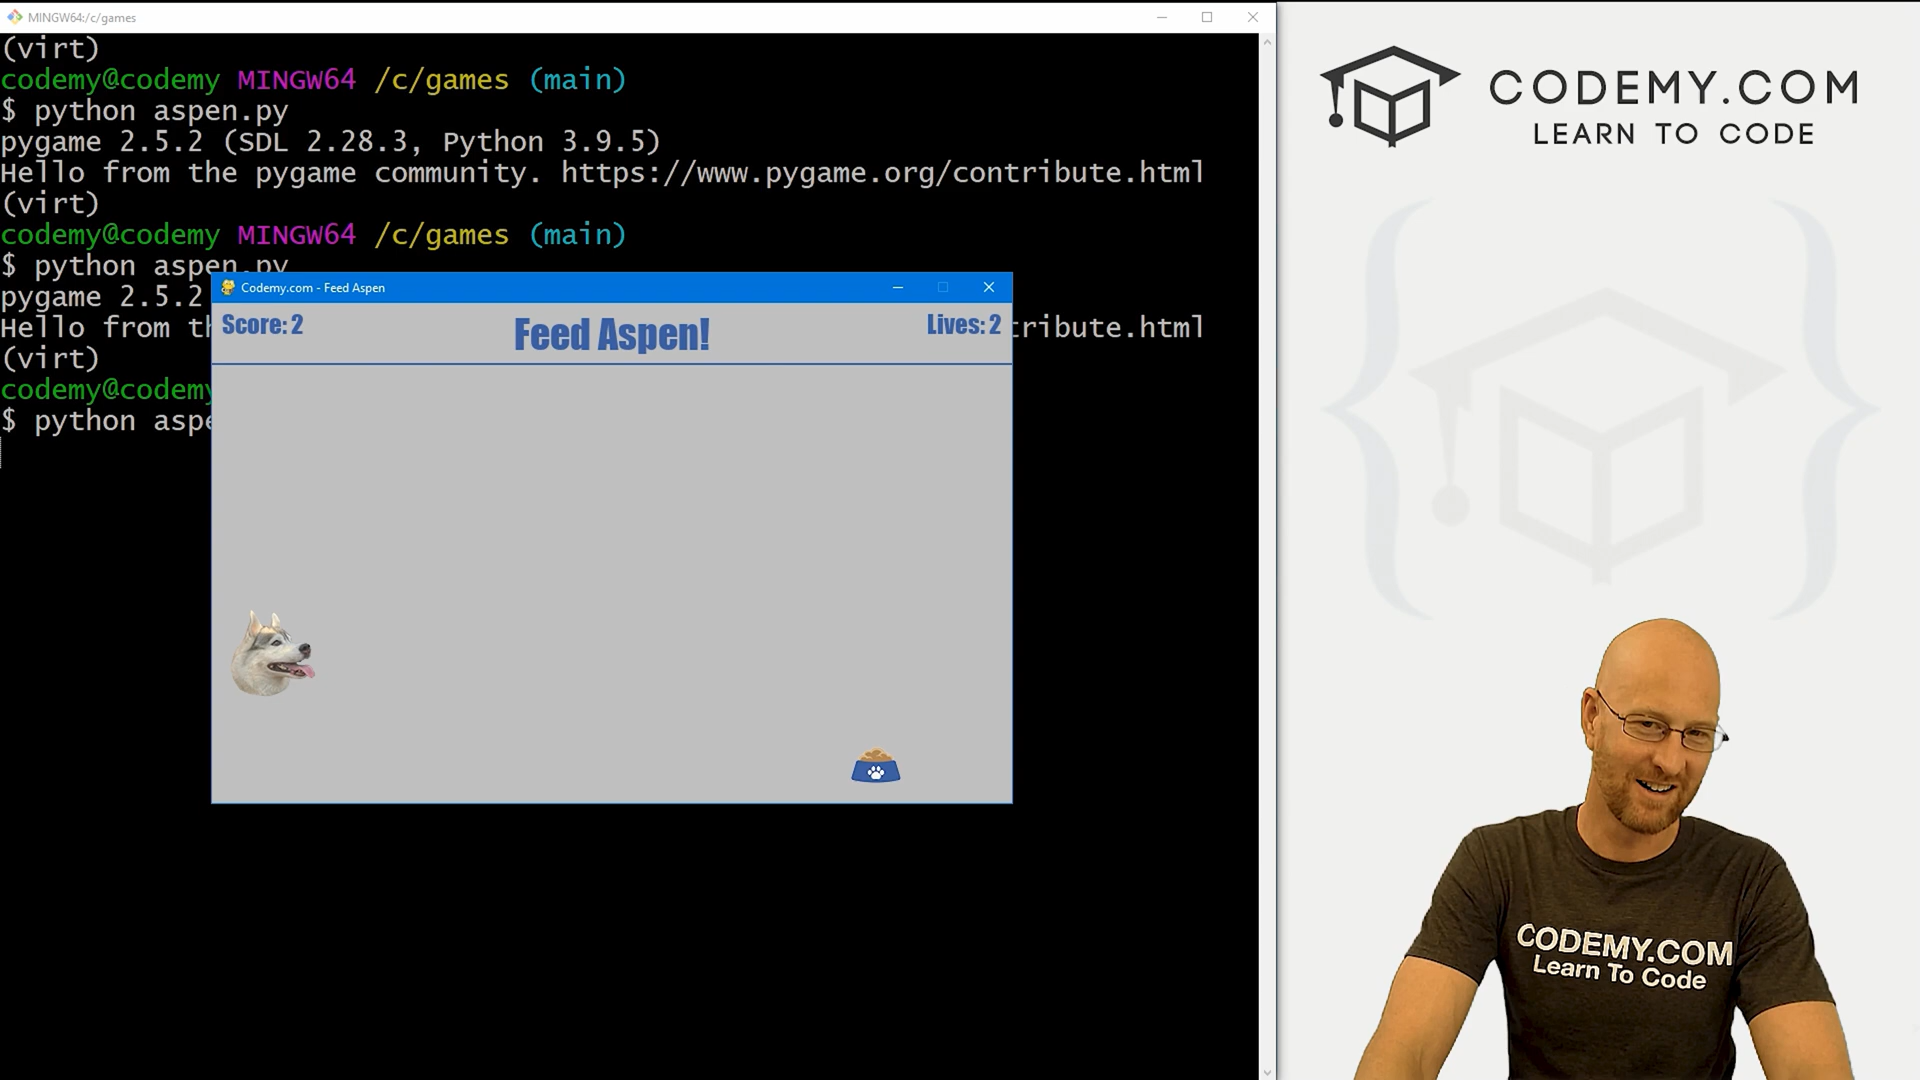 MINGW64:/c/games
(virt)
codemy@codemy MINGW64 /c/games (main)
$ python aspen.py
pygame 2.5.2 (SDL 2.28.3, Python 3.9.5)
Hello from the pygame community. https://www.pygame.org/contribute.html
(virt)
codemy@codemy MINGW64 /c/games (main)
$ python aspen.py
pygame 2.5.2
Hello from th
tribute.html
(virt)
codemy@codemy
$ python aspe
Codemy.com - Feed Aspen
Score: 2
Feed Aspen!
Lives: 2
CODEMY.COM
LEARN TO CODE
CODEMY.COM
Learn To Code